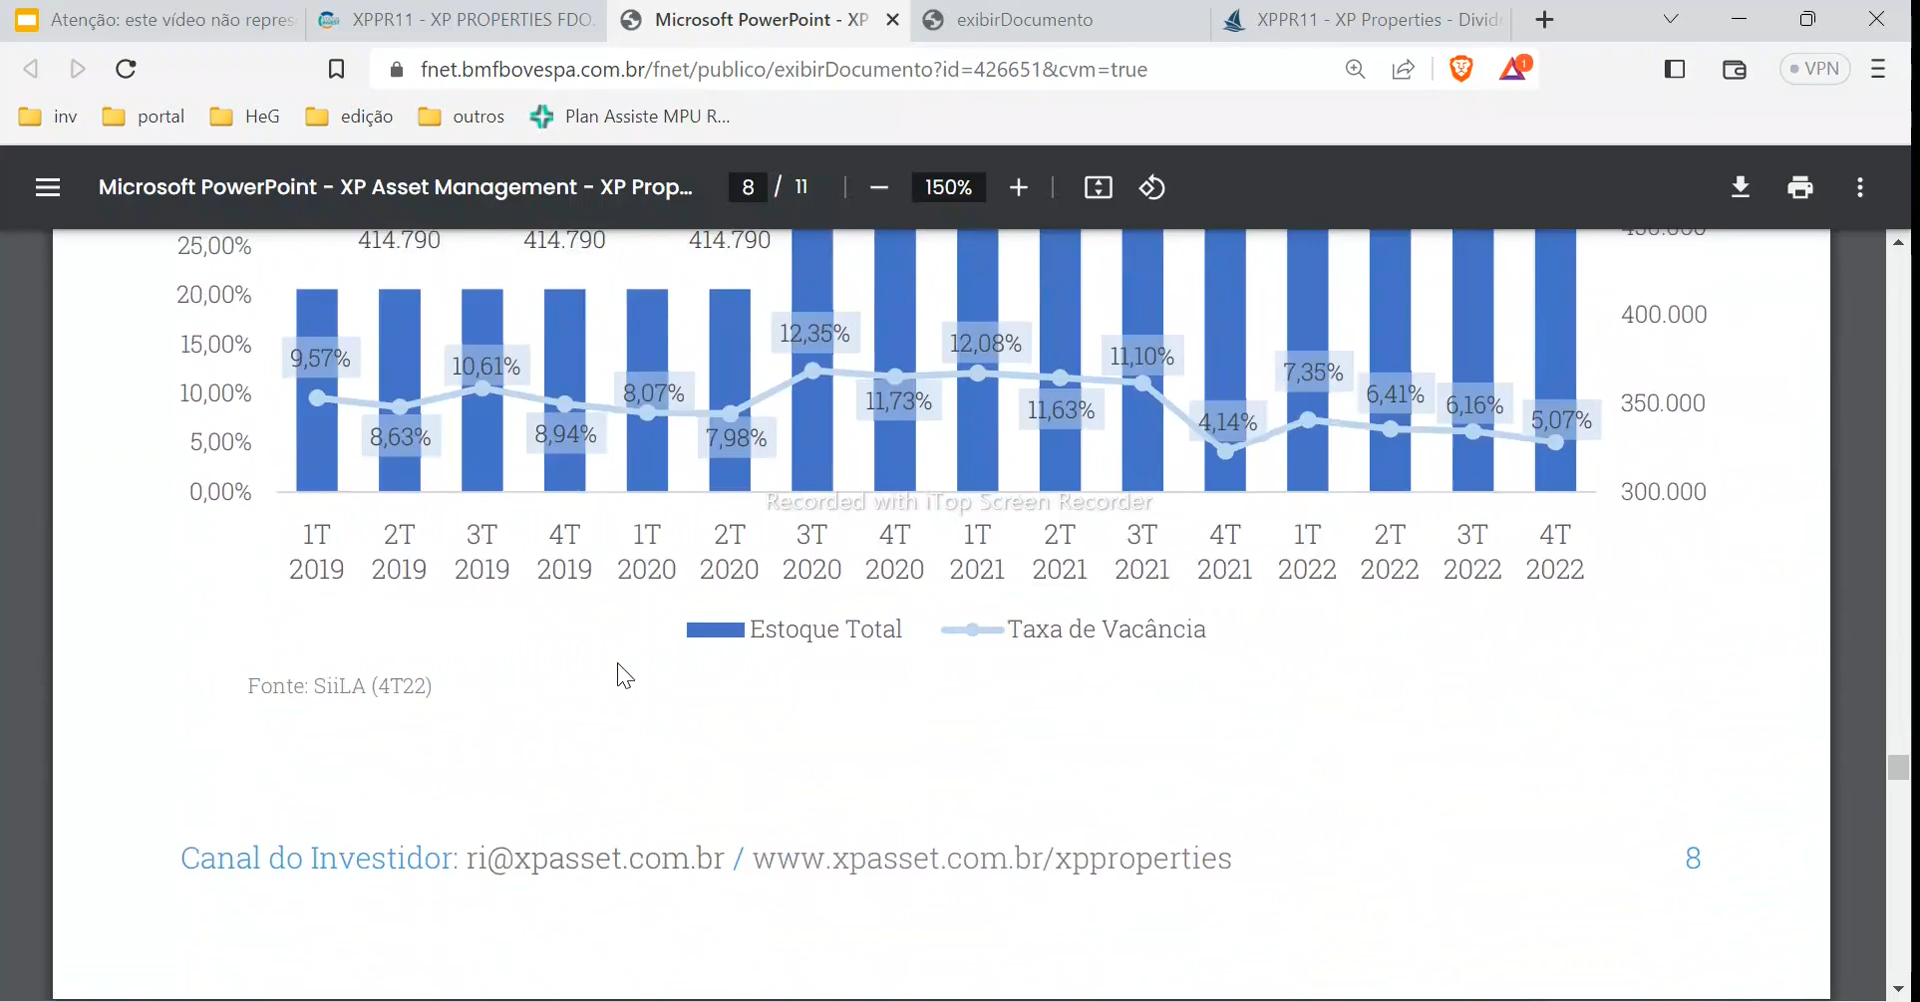 Atenção: este vídeo não repres
XPPR11 - XP PROPERTIES FDO.
Microsoft PowerPoint - XP
exibirDocumento
XPPR11 - XP Properties - Divid
fnet.bmfbovespa.com.br/fnet/publico/exibirDocumento?id=426651&cvm=true
1
VPN
inv
portal
HeG
edição
outros
Plan Assiste MPU R...
Microsoft PowerPoint - XP Asset Management - XP Prop...
8 / 11
150%
25,00% 414.790 414.790 414.790
20,00%
400.000
15,00%
10,00%
350.000
5,00%
0,00%
300.000
9,57% 8,63% 10,61% 8,94% 8,07% 7,98% 12,35% 11,73% 12,08% 11,63% 11,10% 4,14% 7,35% 6,41% 6,16% 5,07%
Recorded with iTop Screen Recorder
1T 2T 3T 4T 1T 2T 3T 4T 1T 2T 3T 4T 1T 2T 3T 4T
2019 2019 2019 2019 2020 2020 2020 2020 2021 2021 2021 2021 2022 2022 2022 2022
Estoque Total Taxa de Vacância
Fonte: SiiLA (4T22)
Canal do Investidor: ri@xpasset.com.br / www.xpasset.com.br/xpproperties
8